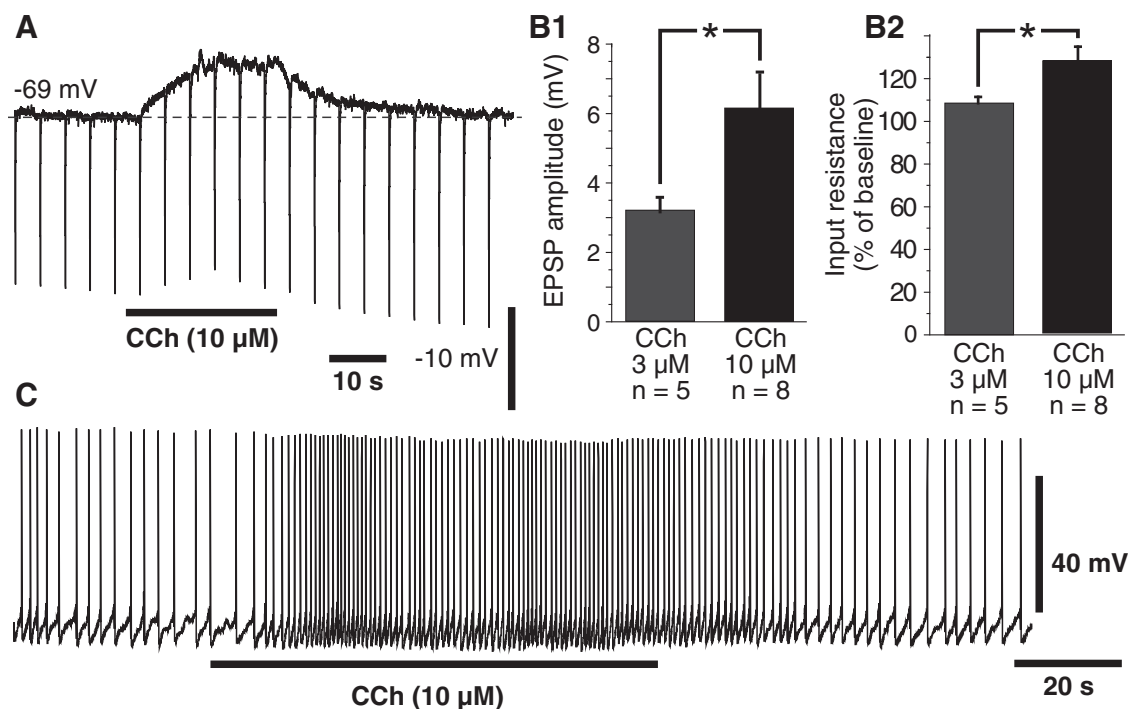 A
-69 mV
CCh (10 µM)
10 s
-10 mV
B1
*
EPSP amplitude (mV)
8
6
4
2
0
CCh
3 µM
n = 5
CCh
10 µM
n = 8
B2
*
Input resistance
(% of baseline)
120
100
80
60
40
20
0
CCh
3 µM
n = 5
CCh
10 µM
n = 8
C
40 mV
CCh (10 µM)
20 s